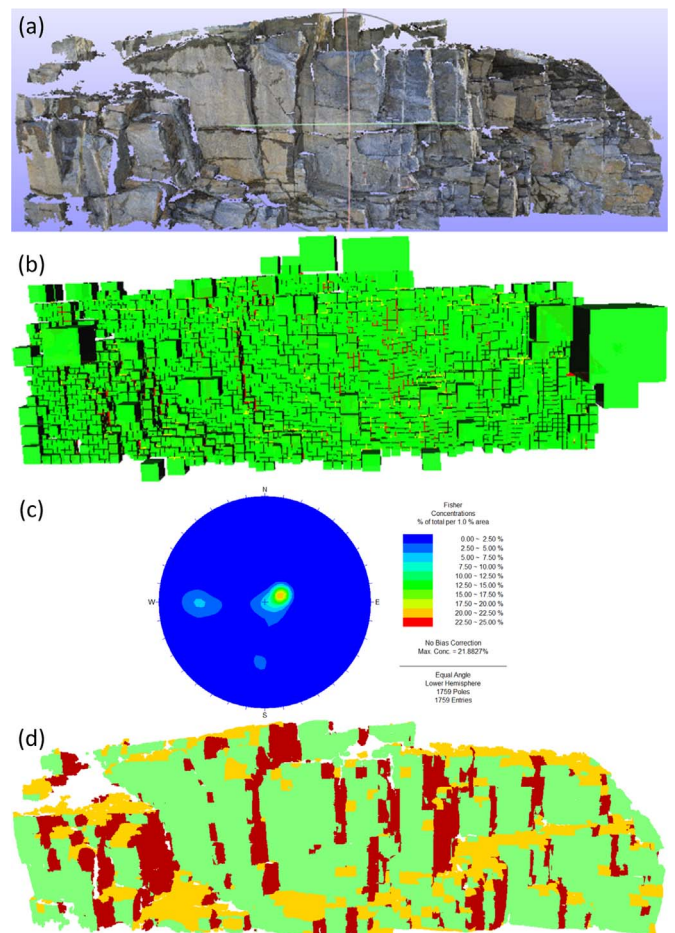 (a)
(b)
(c)
N
W
E
S
Fisher
Concentrations
% of total per 1.0 % area
0.00 ~ 2.50 %
2.50 ~ 5.00 %
5.00 ~ 7.50 %
7.50 ~ 10.00 %
10.00 ~ 12.50 %
12.50 ~ 15.00 %
15.00 ~ 17.50 %
17.50 ~ 20.00 %
20.00 ~ 22.50 %
22.50 ~ 25.00 %
No Bias Correction
Max. Conc. = 21.8827%
Equal Angle
Lower Hemisphere
1759 Poles
1759 Entries
(d)